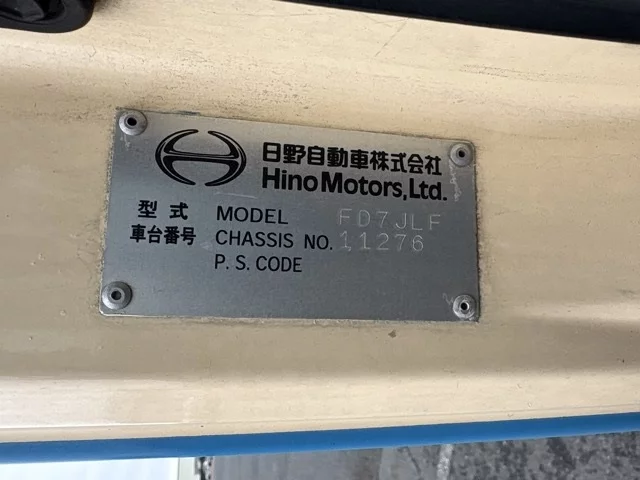 日野自動車株式会社
Hino Motors, Ltd.
型式 MODEL FD7JLF
車台番号 CHASSIS NO. 11276
P. S. CODE